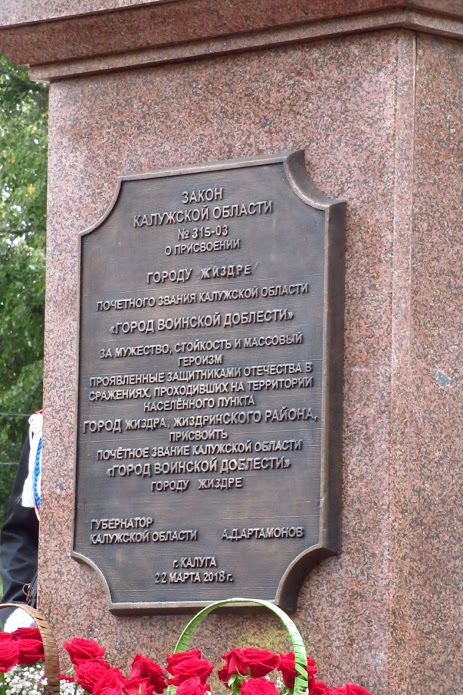 ЗАКОН
КАЛУЖСКОЙ ОБЛАСТИ
№ 315-03
О ПРИСВОЕНИИ
ГОРОДУ ЖИЗДРЕ
ПОЧЕТНОГО ЗВАНИЯ КАЛУЖСКОЙ ОБЛАСТИ
«ГОРОД ВОИНСКОЙ ДОБЛЕСТИ»
ЗА МУЖЕСТВО, СТОЙКОСТЬ И МАССОВЫЙ
ГЕРОИЗМ
ПРОЯВЛЕННЫЕ ЗАЩИТНИКАМИ ОТЕЧЕСТВА В
СРАЖЕНИЯХ, ПРОХОДИВШИХ НА ТЕРРИТОРИИ
НАСЕЛЁННОГО ПУНКТА
ГОРОД ЖИЗДРА, ЖИЗДРИНСКОГО РАЙОНА,
ПРИСВОИТЬ
ПОЧЁТНОЕ ЗВАНИЕ КАЛУЖСКОЙ ОБЛАСТИ
«ГОРОД ВОИНСКОЙ ДОБЛЕСТИ»
ГОРОДУ ЖИЗДРЕ
ГУБЕРНАТОР
КАЛУЖСКОЙ ОБЛАСТИ А.Д.АРТАМОНОВ
г. КАЛУГА
22 МАРТА 2018 г.